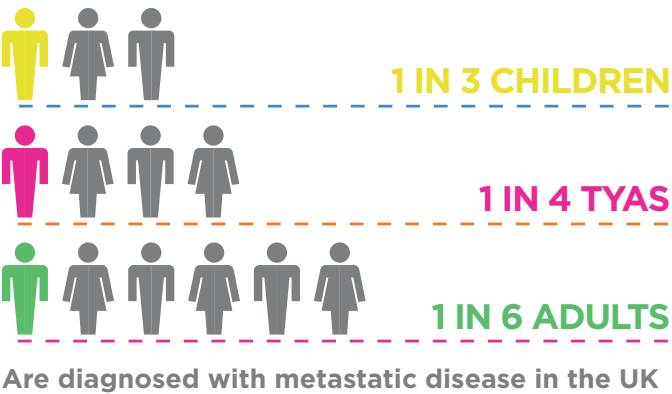 1 IN 3 CHILDREN
1 IN 4 TYAS
1 IN 6 ADULTS
Are diagnosed with metastatic disease in the UK